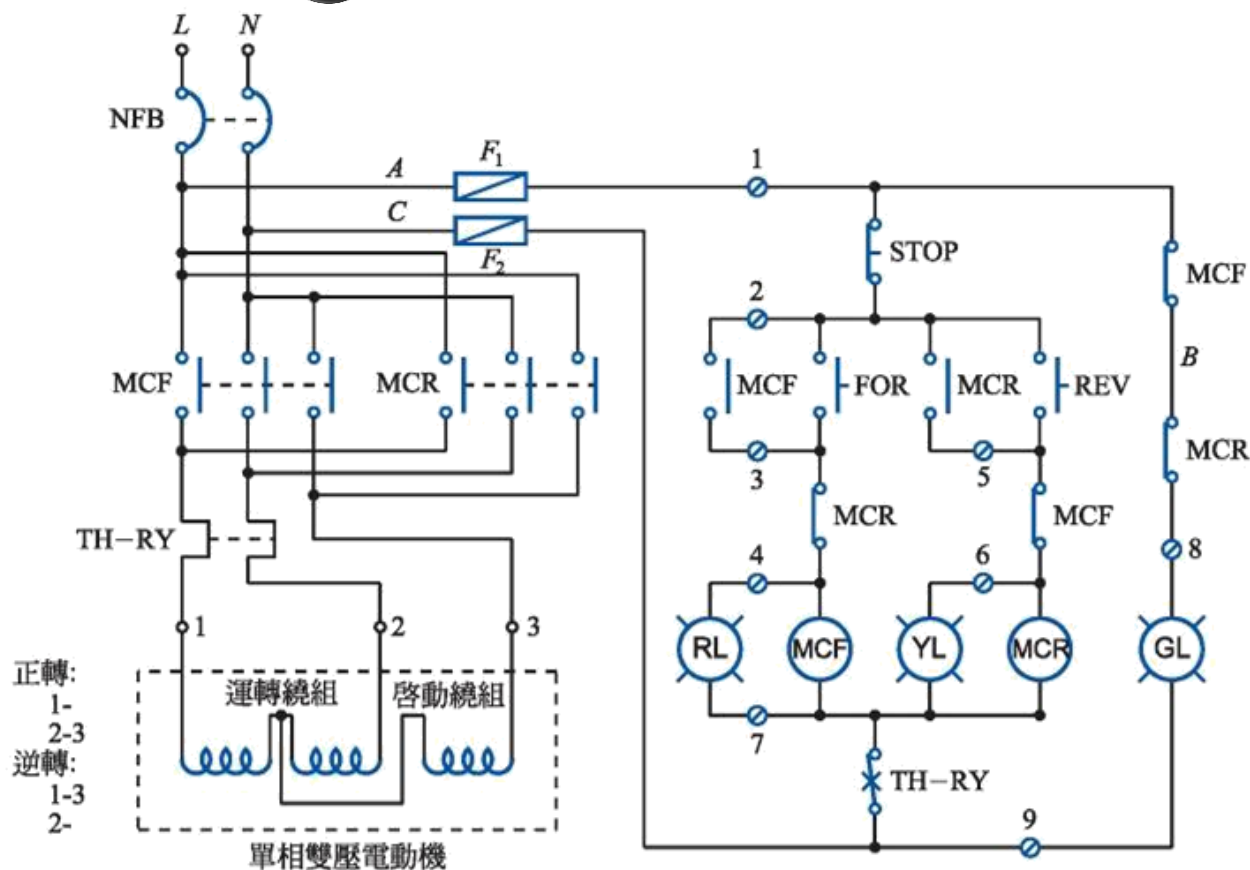 L N
NFB
A F₁ 1
C F₂
STOP
MCF
2
MCF MCR MCF FOR MCR REV B
3 5 MCR
TH-RY MCR MCF
4 6 8
1 2 3
RL MCF YL MCR GL
正轉:
1-
2-3
逆轉:
1-3
2-
運轉繞組 啓動繞組
7
TH-RY
9
單相雙壓電動機